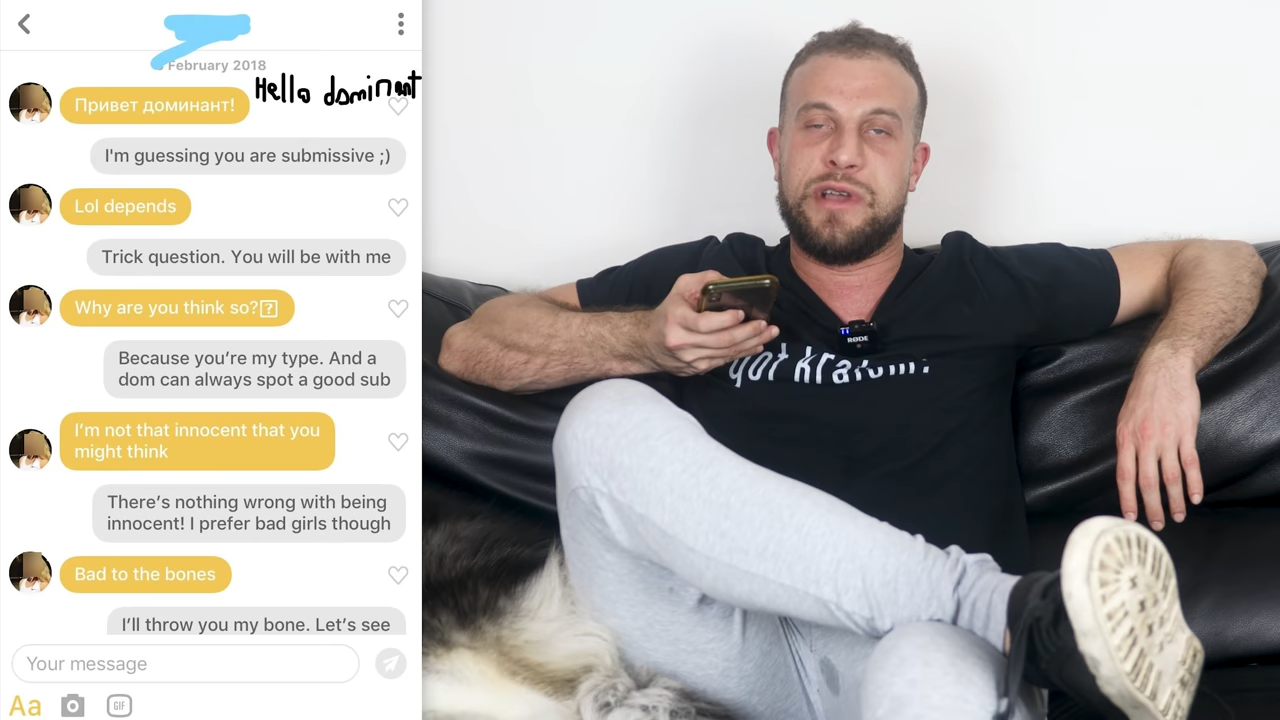 February 2018
Hello dominant
Привет доминант!
I'm guessing you are submissive ;)
Lol depends
Trick question. You will be with me
Why are you think so?
Because you're my type. And a
dom can always spot a good sub
I'm not that innocent that you
might think
There's nothing wrong with being
innocent! I prefer bad girls though
Bad to the bones
I'll throw you my bone. Let's see
Your message
Aa
GIF
RØDE
got kratom?